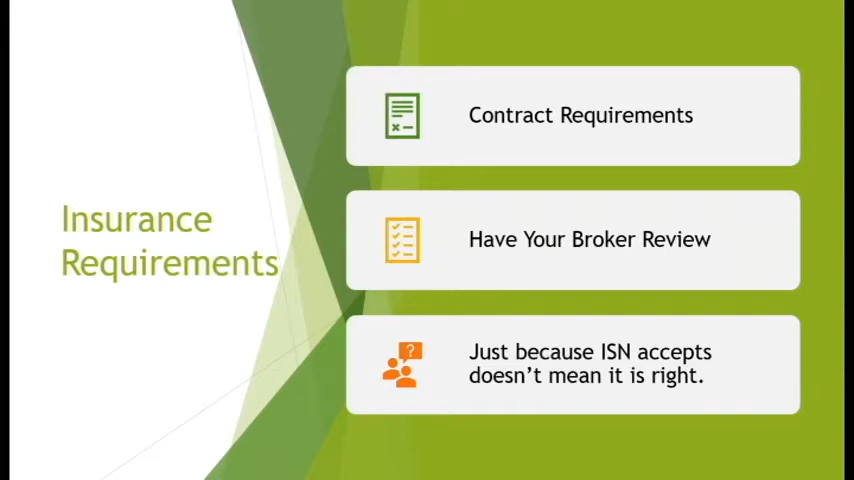 Insurance
Requirements
Contract Requirements
Have Your Broker Review
Just because ISN accepts
doesn't mean it is right.